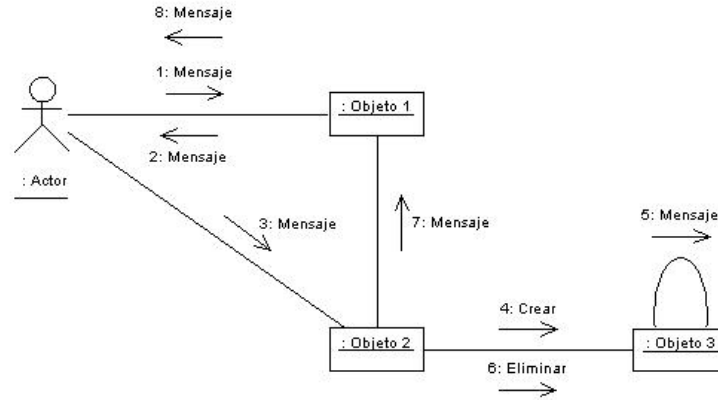 8: Mensaje
1: Mensaje
: Objeto 1
2: Mensaje
: Actor
3: Mensaje
7: Mensaje
5: Mensaje
4: Crear
: Objeto 2
: Objeto 3
6: Eliminar